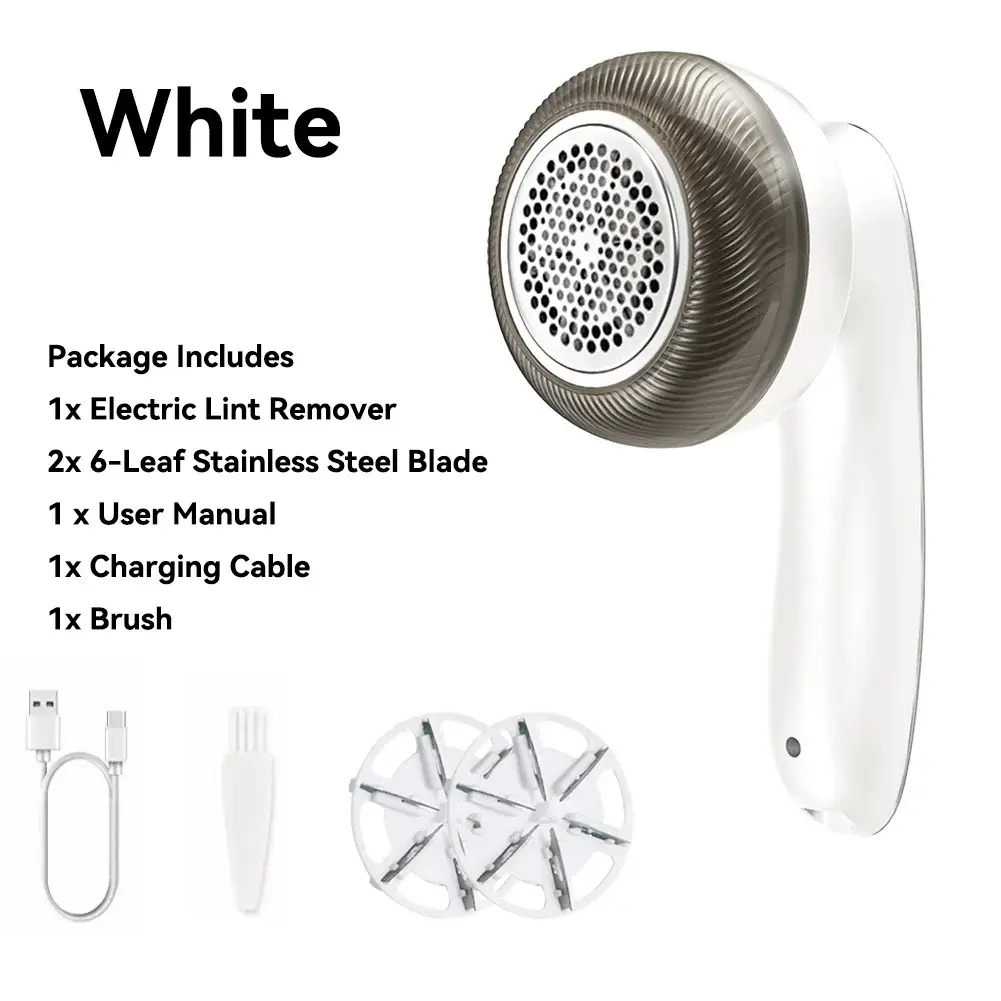 White
Package Includes
1x Electric Lint Remover
2x 6-Leaf Stainless Steel Blade
1 x User Manual
1x Charging Cable
1x Brush